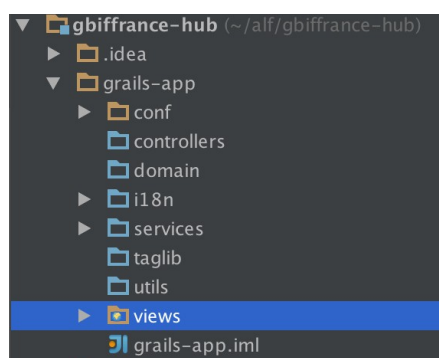 gbiffrance-hub (~/alf/gbiffrance-hub)
.idea
grails-app
conf
controllers
domain
i18n
services
taglib
utils
views
grails-app.iml